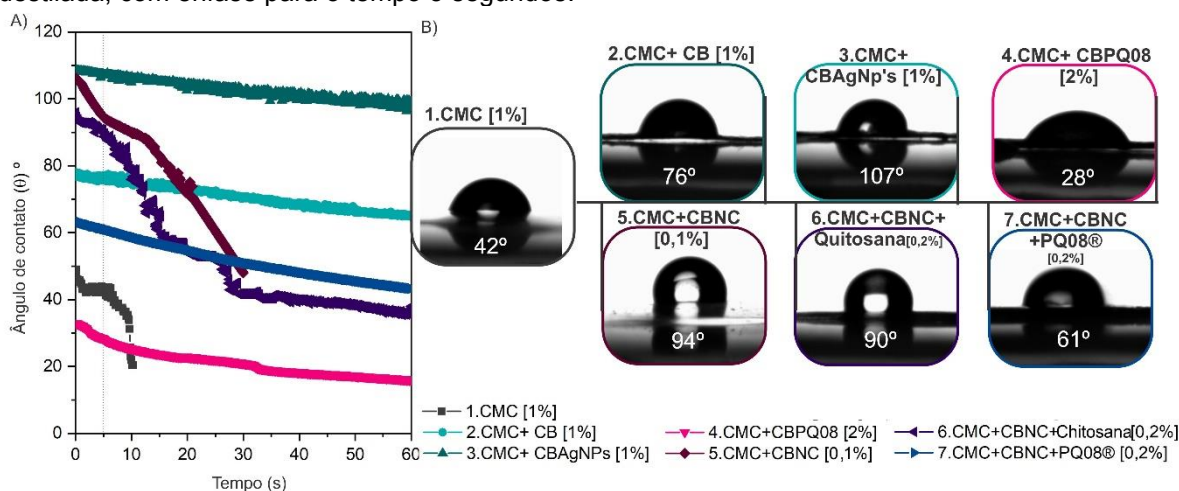 destilada, com ênfase para o tempo 5 segundos.
A)
120
100
80
60
40
20
0
Ângulo de contato (θ) º
0
10
20
30
40
50
60
Tempo (s)
B)
1.CMC [1%]
42º
2.CMC+ CB [1%]
76º
3.CMC+
CBAgNp's [1%]
107º
4.CMC+ CBPQ08
[2%]
28º
5.CMC+CBNC
[0,1%]
94º
6.CMC+CBNC+
Quitosana[0,2%]
90º
7.CMC+CBNC
+PQ08®
[0,2%]
61º
1.CMC [1%]
2.CMC+ CB [1%]
3.CMC+ CBAgNPs [1%]
4.CMC+CBPQ08 [2%]
5.CMC+CBNC [0,1%]
6.CMC+CBNC+Chitosana[0,2%]
7.CMC+CBNC+PQ08® [0,2%]